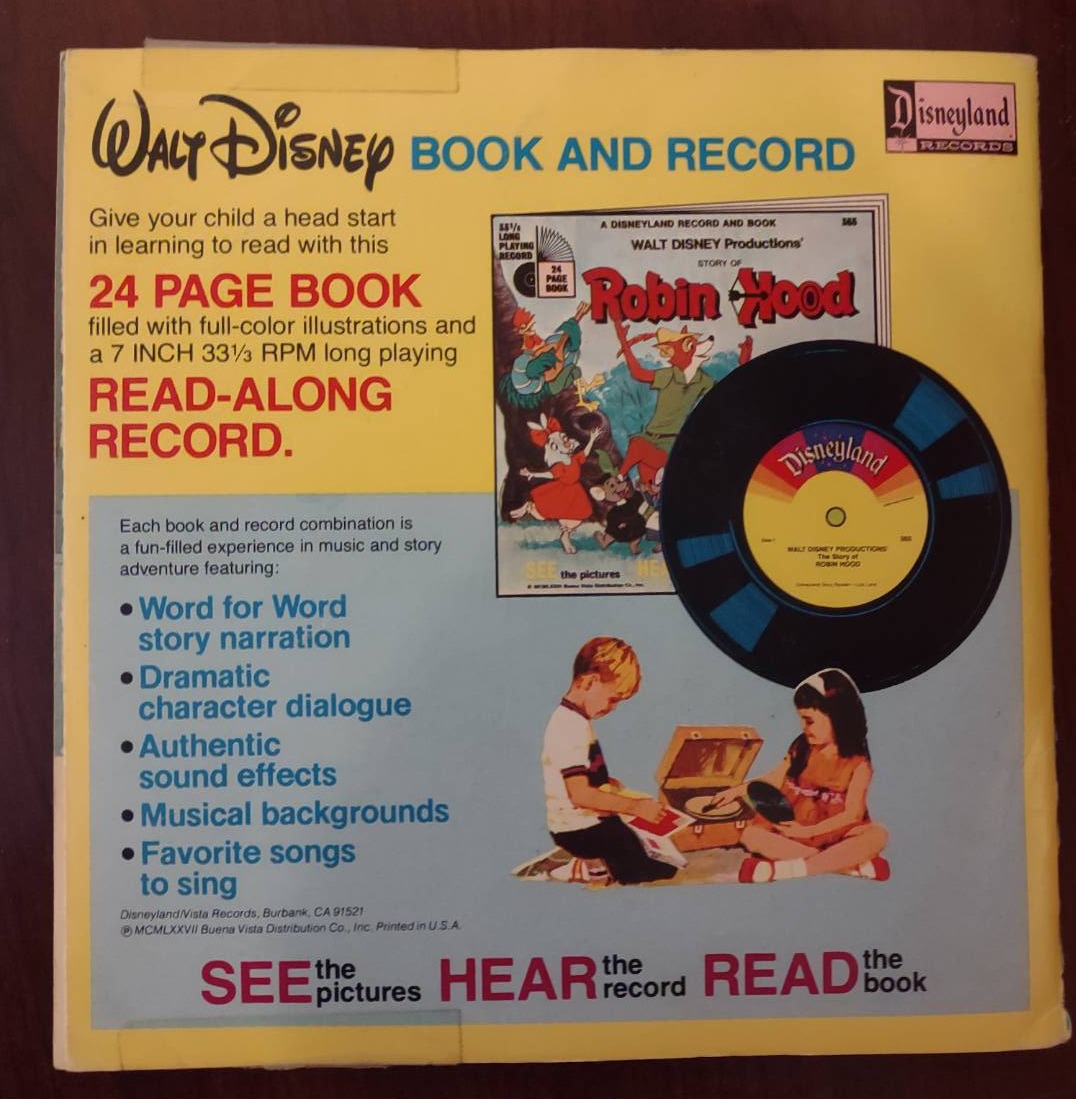 WALT DISNEY BOOK AND RECORD
Disneyland
RECORDS
Give your child a head start
in learning to read with this
24 PAGE BOOK
filled with full-color illustrations and
a 7 INCH 33⅓ RPM long playing
READ-ALONG
RECORD.
33⅓
LONG
PLAYING
RECORD
24
PAGE
BOOK
A DISNEYLAND RECORD AND BOOK 365
WALT DISNEY Productions'
STORY OF
Robin Hood
SEE the pictures HE
Disneyland
Side 1 365
WALT DISNEY PRODUCTIONS'
The Story of
ROBIN HOOD
Each book and record combination is
a fun-filled experience in music and story
adventure featuring:
• Word for Word
story narration
• Dramatic
character dialogue
• Authentic
sound effects
• Musical backgrounds
• Favorite songs
to sing
Disneyland/Vista Records, Burbank, CA 91521
℗ MCMLXXVII Buena Vista Distribution Co., Inc. Printed in U.S.A.
SEE the pictures HEAR the record READ the book